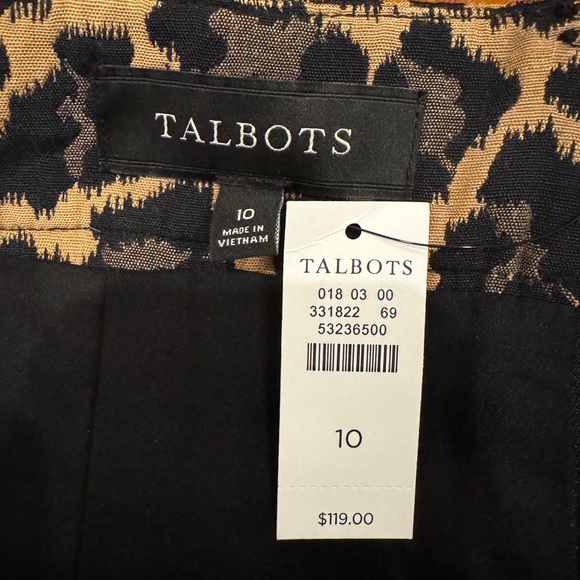 TALBOTS
10
MADE IN
VIETNAM
TALBOTS
018 03 00
331822 69
53236500
10
$119.00